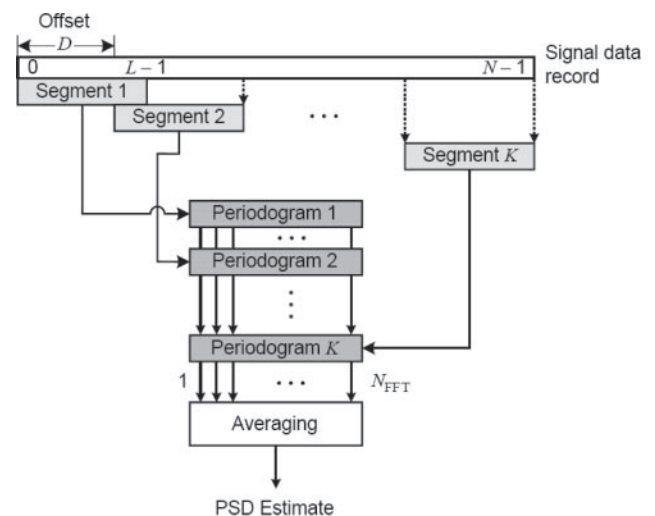 Offset
D
0 L – 1 N – 1
Signal data
record
Segment 1
Segment 2
...
Segment K
Periodogram 1
...
Periodogram 2
...
Periodogram K
1 ... N_FFT
Averaging
PSD Estimate